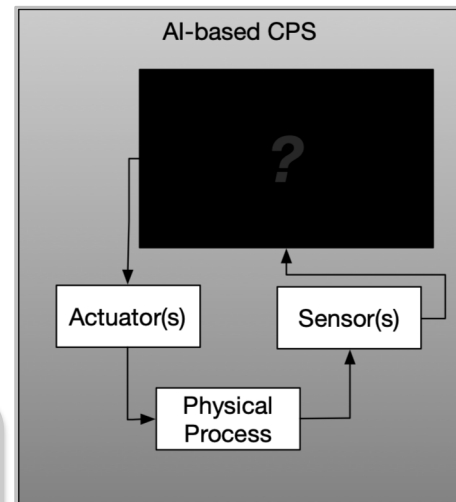 AI-based CPS
?
Actuator(s)
Sensor(s)
Physical
Process